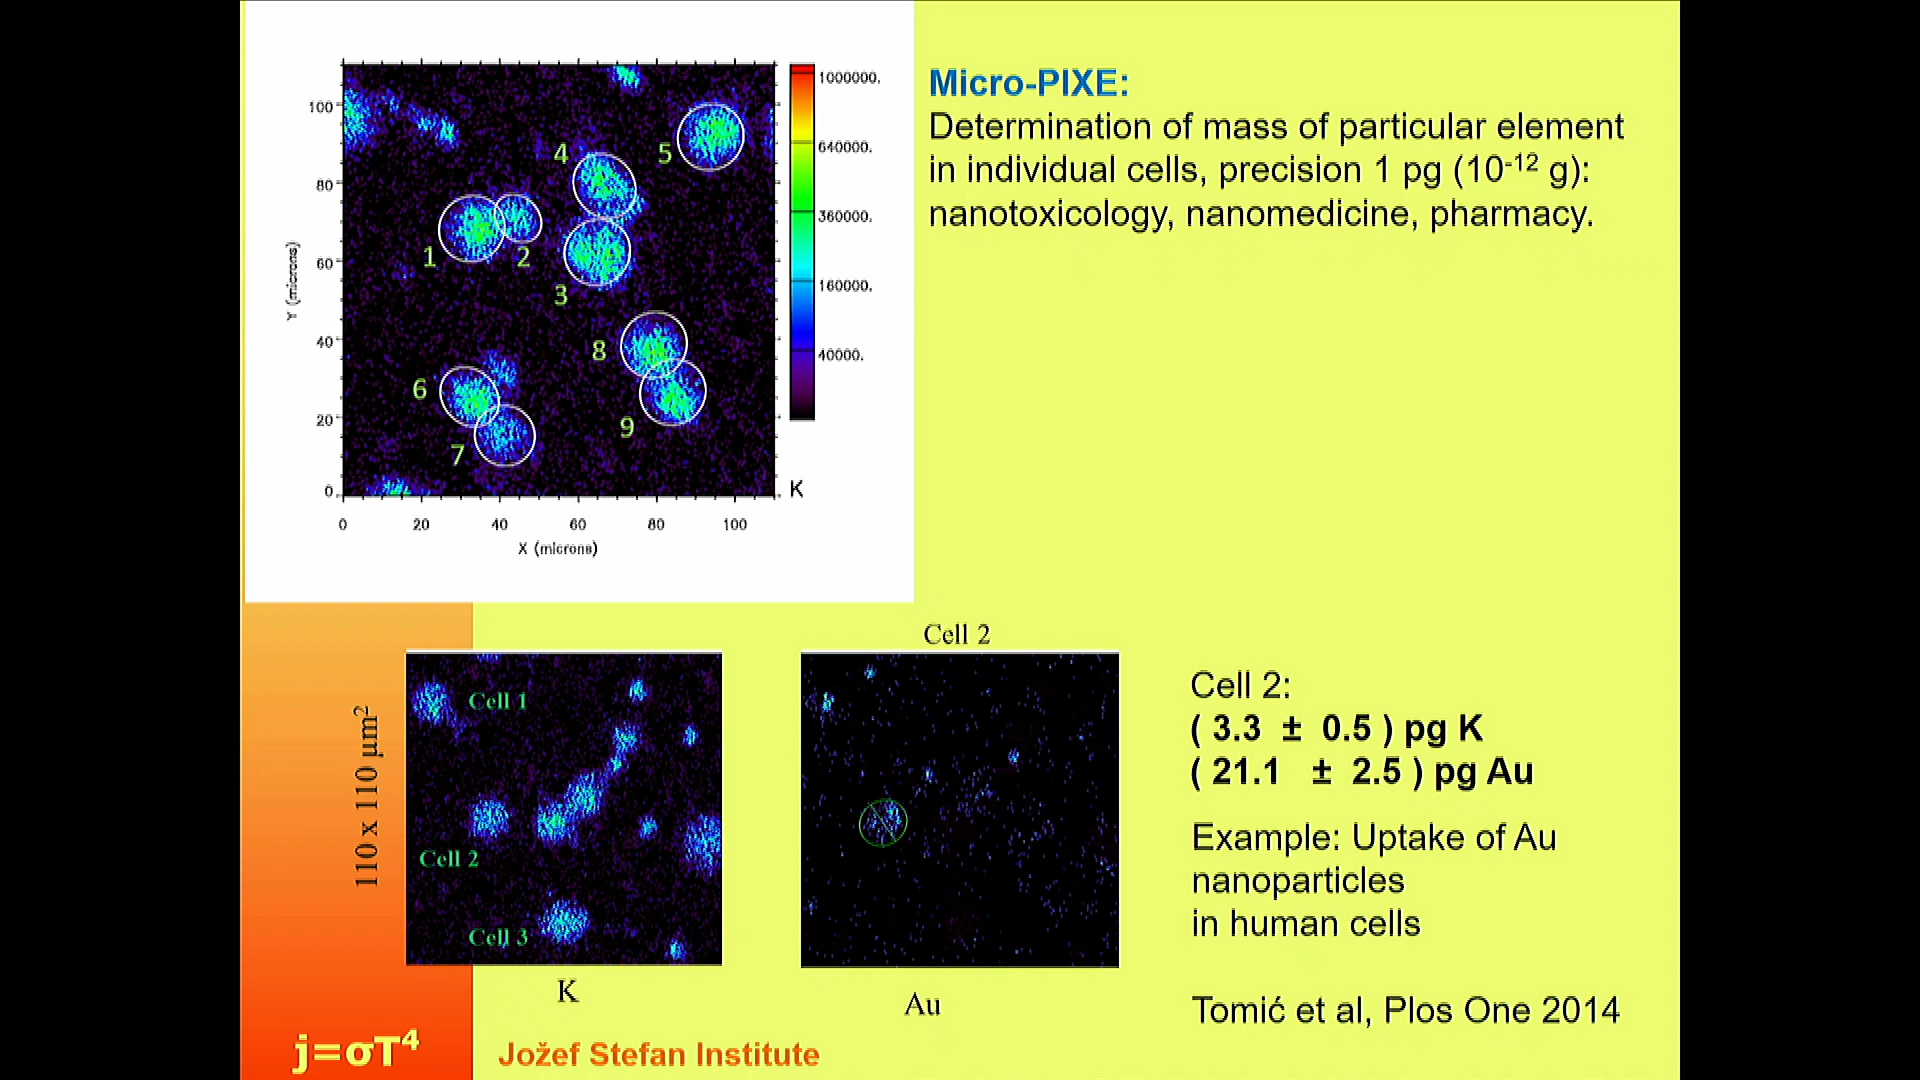 Micro-PIXE:
Determination of mass of particular element
in individual cells, precision 1 pg (10⁻¹² g):
nanotoxicology, nanomedicine, pharmacy.
100
80
60
40
20
0
Y (microns)
0 20 40 60 80 100
X (microns)
1
2
3
4
5
6
7
8
9
1000000.
640000.
360000.
160000.
40000.
K
110 x 110 µm²
Cell 1
Cell 2
Cell 3
K
Cell 2
Au
Cell 2:
( 3.3 ± 0.5 ) pg K
( 21.1 ± 2.5 ) pg Au
Example: Uptake of Au
nanoparticles
in human cells
Tomić et al, Plos One 2014
j=σT⁴
Jožef Stefan Institute